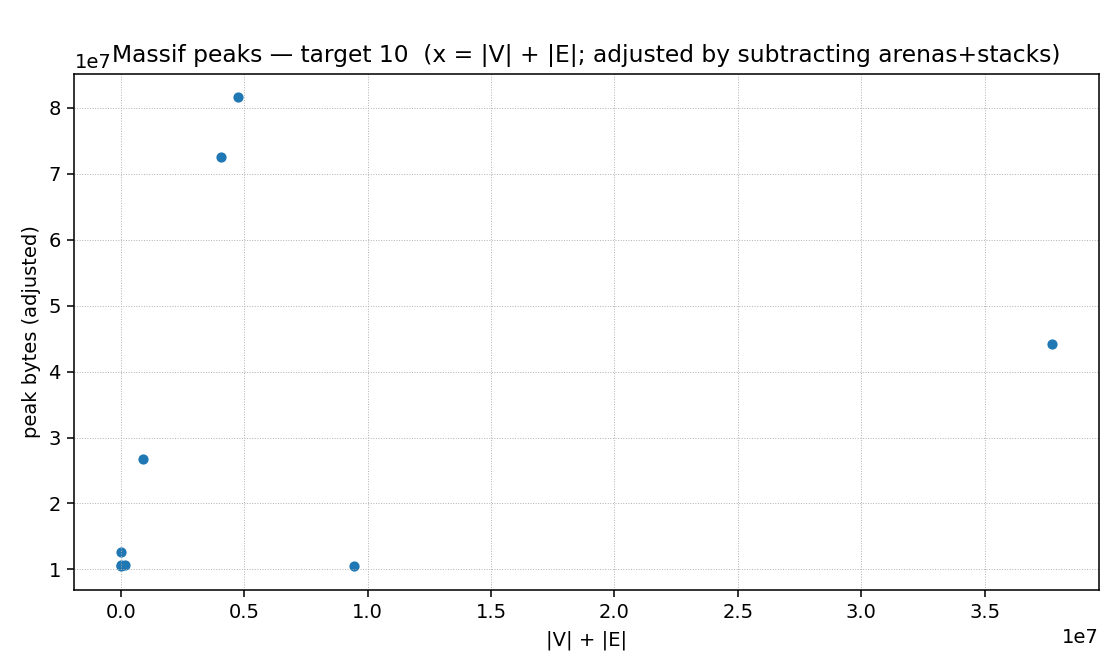 Massif peaks — target 10  (x = |V| + |E|; adjusted by subtracting arenas+stacks)
1e7
8
7
6
5
4
3
2
1
peak bytes (adjusted)
0.0 0.5 1.0 1.5 2.0 2.5 3.0 3.5
1e7
|V| + |E|